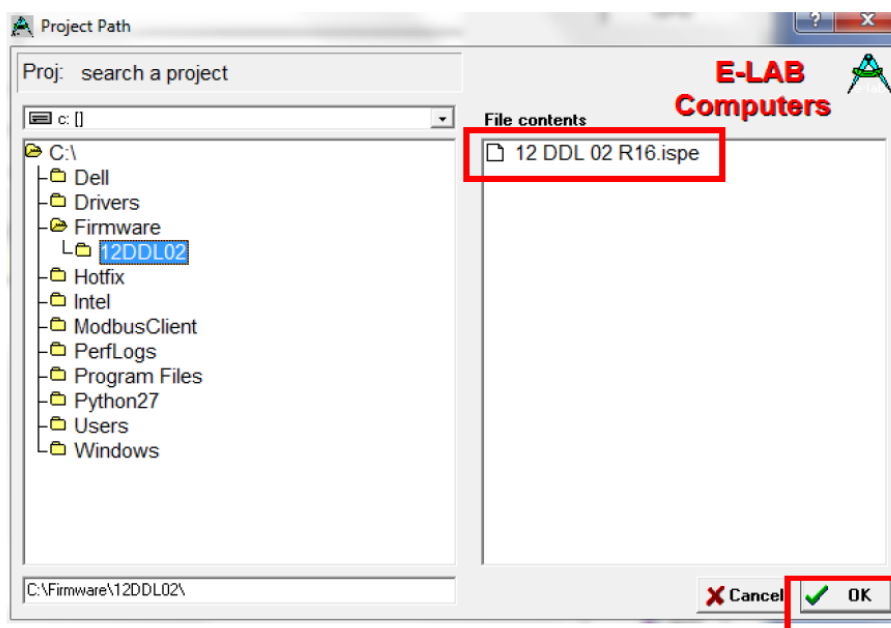 Project Path
?
Proj: search a project
E-LAB
Computers
c: []
File contents
C:\
Dell
Drivers
Firmware
12DDL02
Hotfix
Intel
ModbusClient
PerfLogs
Program Files
Python27
Users
Windows
12 DDL 02 R16.ispe
C:\Firmware\12DDL02\
Cancel
OK